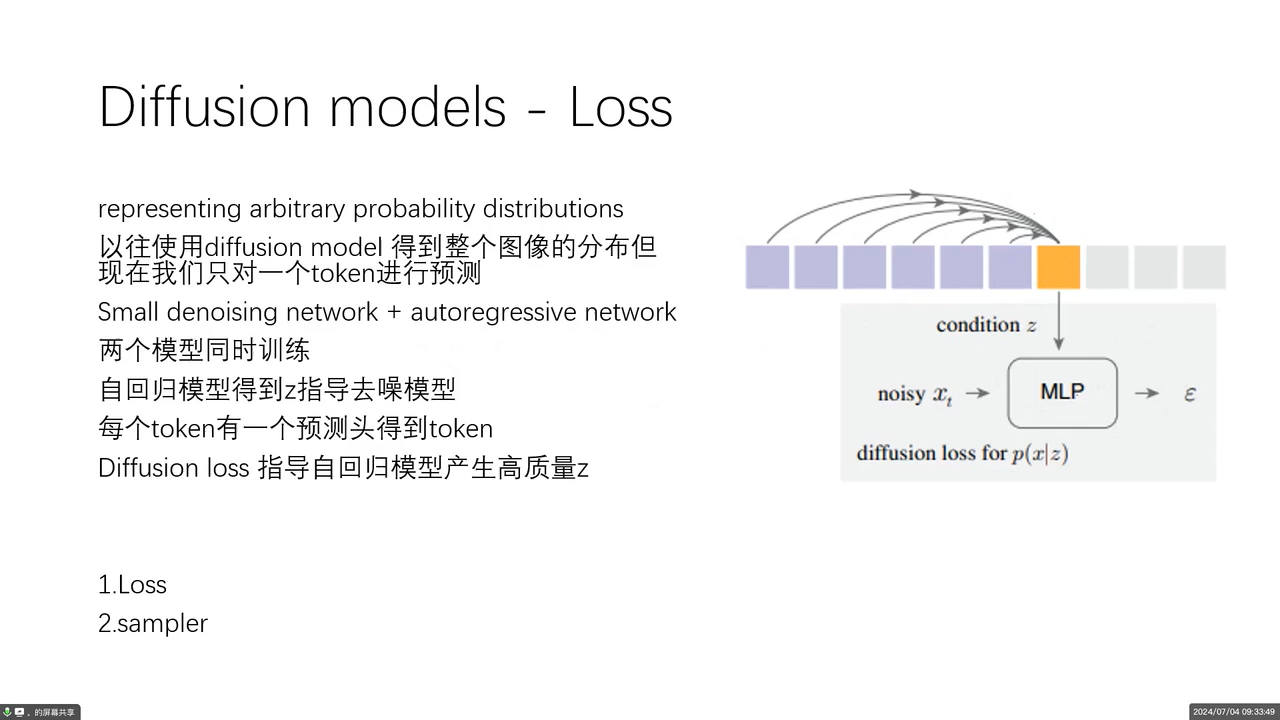 Diffusion models - Loss
representing arbitrary probability distributions
以往使用diffusion model 得到整个图像的分布但
现在我们只对一个token进行预测
Small denoising network + autoregressive network
两个模型同时训练
自回归模型得到z指导去噪模型
每个token有一个预测头得到token
Diffusion loss 指导自回归模型产生高质量z
1.Loss
2.sampler
condition z
noisy xₜ
MLP
ε
diffusion loss for p(x|z)
。的屏幕共享
2024/07/04 09:33:49